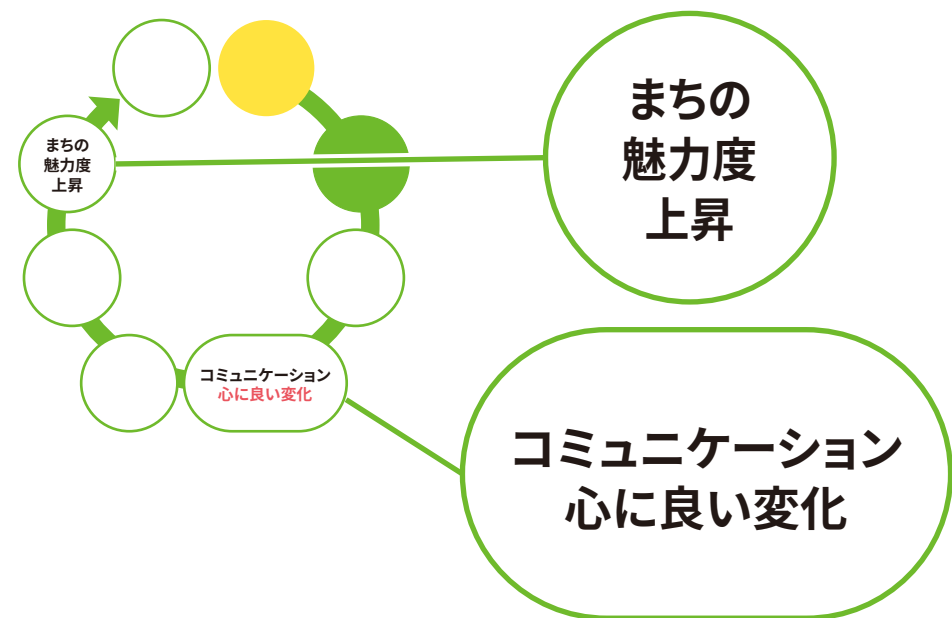 まちの
魅力度
上昇
コミュニケーション
心に良い変化
まちの
魅力度
上昇
コミュニケーション
心に良い変化